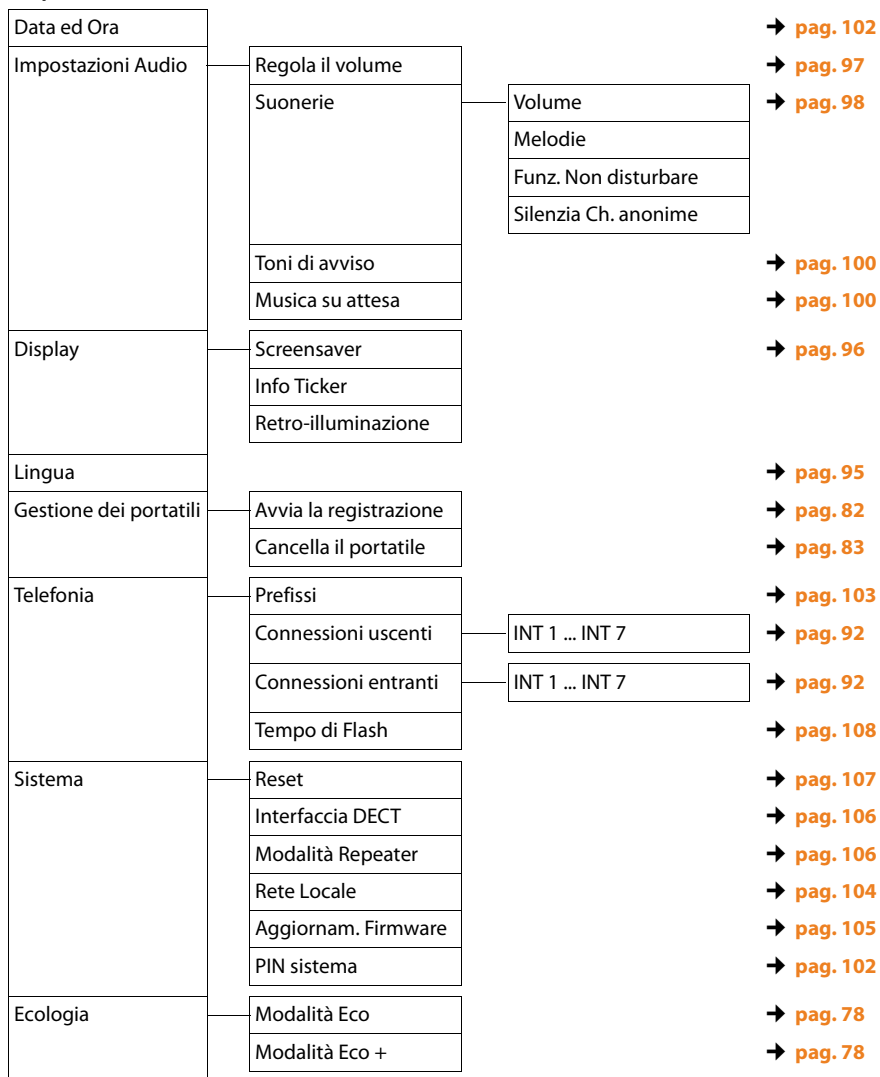 Data ed Ora → pag. 102
Impostazioni Audio Regola il volume → pag. 97
Suonerie Volume → pag. 98
Melodie
Funz. Non disturbare
Silenzia Ch. anonime
Toni di avviso → pag. 100
Musica su attesa → pag. 100
Display Screensaver → pag. 96
Info Ticker
Retro-illuminazione
Lingua → pag. 95
Gestione dei portatili Avvia la registrazione → pag. 82
Cancella il portatile → pag. 83
Telefonia Prefissi → pag. 103
Connessioni uscenti INT 1 ... INT 7 → pag. 92
Connessioni entranti INT 1 ... INT 7 → pag. 92
Tempo di Flash → pag. 108
Sistema Reset → pag. 107
Interfaccia DECT → pag. 106
Modalità Repeater → pag. 106
Rete Locale → pag. 104
Aggiornam. Firmware → pag. 105
PIN sistema → pag. 102
Ecologia Modalità Eco → pag. 78
Modalità Eco + → pag. 78